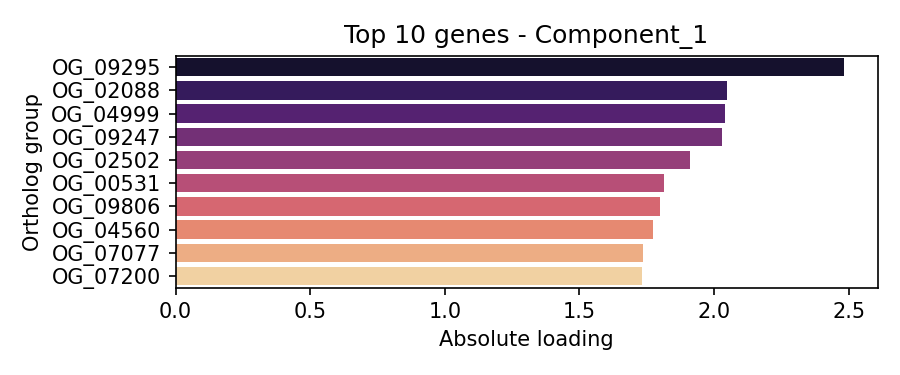 Top 10 genes - Component_1
Ortholog group
OG_09295
OG_02088
OG_04999
OG_09247
OG_02502
OG_00531
OG_09806
OG_04560
OG_07077
OG_07200
0.0 0.5 1.0 1.5 2.0 2.5
Absolute loading